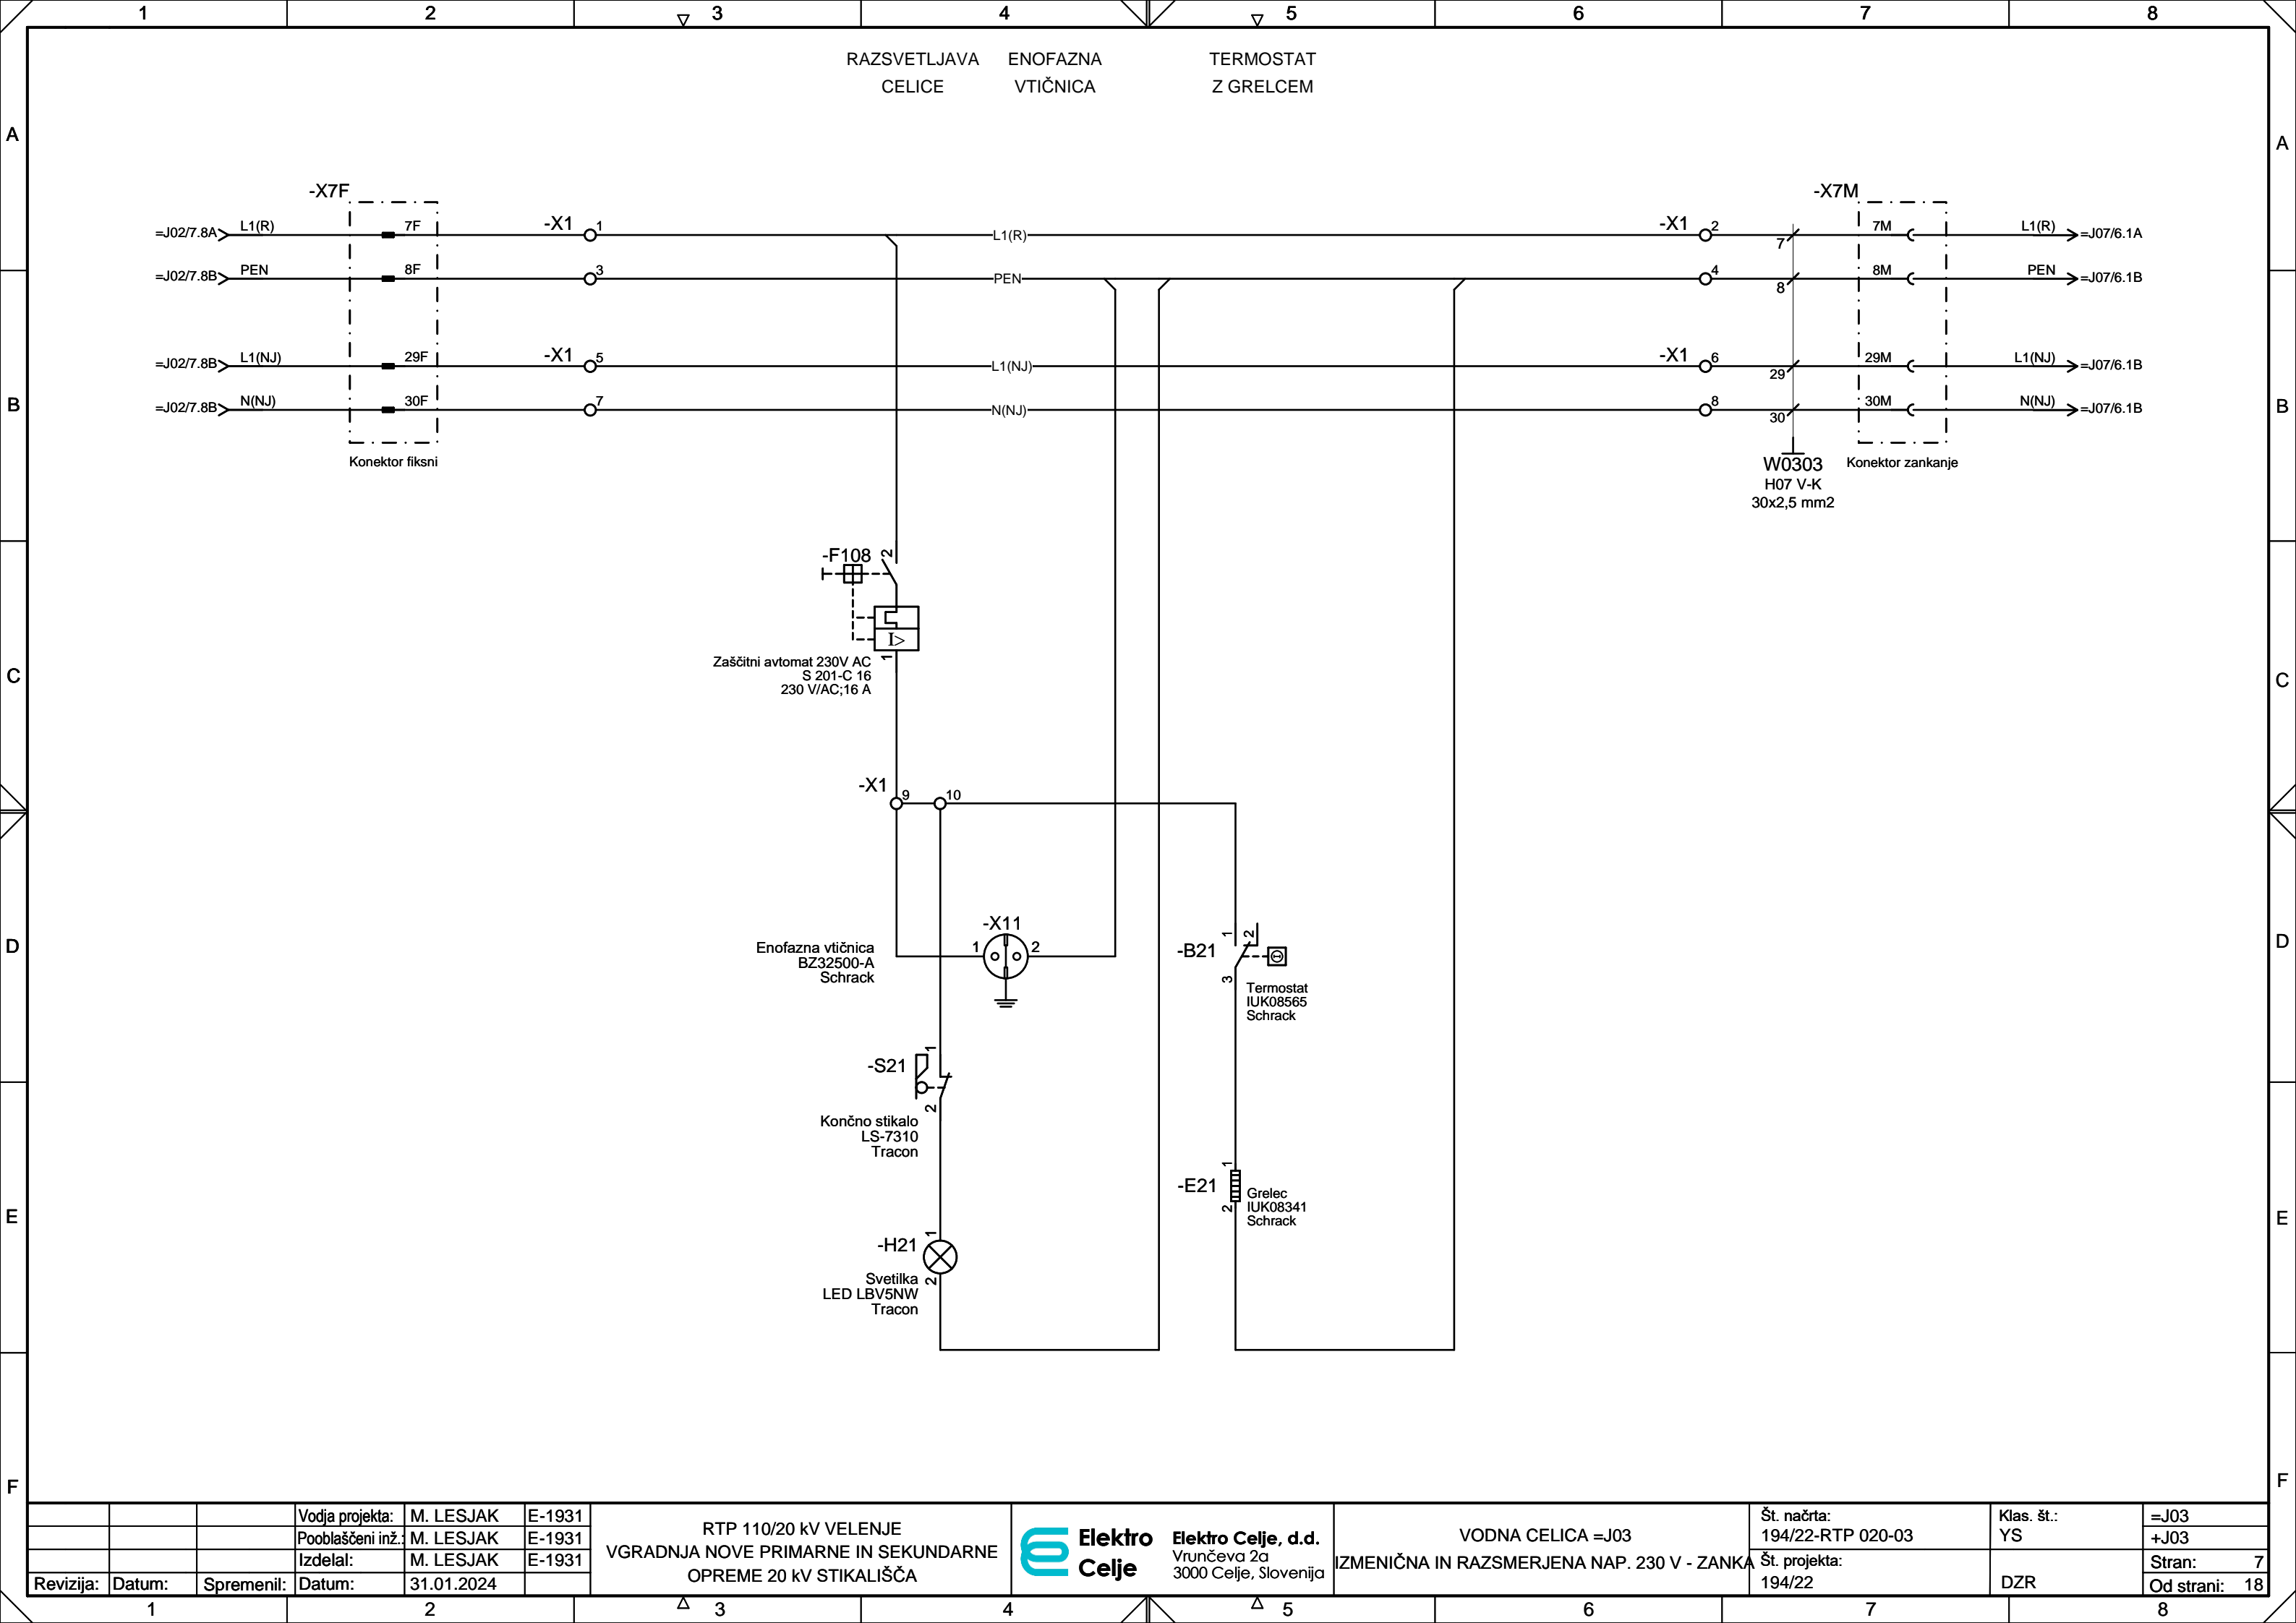 1 2 3 4 5 6 7 8
RAZSVETLJAVA
CELICE
ENOFAZNA
VTIČNICA
TERMOSTAT
Z GRELCEM
A A
B B
C C
D D
E E
F F
-X7F
=J02/7.8A L1(R) 7F -X1 1 L1(R) -X1 2 7 7M L1(R) =J07/6.1A
=J02/7.8B PEN 8F 3 PEN 4 8 8M PEN =J07/6.1B
=J02/7.8B L1(NJ) 29F -X1 5 L1(NJ) -X1 6 29 29M L1(NJ) =J07/6.1B
=J02/7.8B N(NJ) 30F 7 N(NJ) 8 30 30M N(NJ) =J07/6.1B
-X7M
Konektor fiksni
Konektor zankanje
W0303
H07 V-K
30x2,5 mm2
-F108 2
I>
1
Zaščitni avtomat 230V AC
S 201-C 16
230 V/AC;16 A
-X1 9 10
-X11
1 2
Enofazna vtičnica
BZ32500-A
Schrack
-B21 1 2
3
Termostat
IUK08565
Schrack
-S21 1
2
Končno stikalo
LS-7310
Tracon
-E21 1
2
Grelec
IUK08341
Schrack
-H21 1
2
Svetilka
LED LBV5NW
Tracon
Revizija: Datum: Spremenil:
Vodja projekta: M. LESJAK E-1931
Pooblaščeni inž.: M. LESJAK E-1931
Izdelal: M. LESJAK E-1931
Datum: 31.01.2024
RTP 110/20 kV VELENJE
VGRADNJA NOVE PRIMARNE IN SEKUNDARNE
OPREME 20 kV STIKALIŠČA
Elektro
Celje
Elektro Celje, d.d.
Vrunčeva 2a
3000 Celje, Slovenija
VODNA CELICA =J03
IZMENIČNA IN RAZSMERJENA NAP. 230 V - ZANKA
Št. načrta:
194/22-RTP 020-03
Št. projekta:
194/22
Klas. št.:
YS
DZR
=J03
+J03
Stran: 7
Od strani: 18
1 2 3 4 5 6 7 8